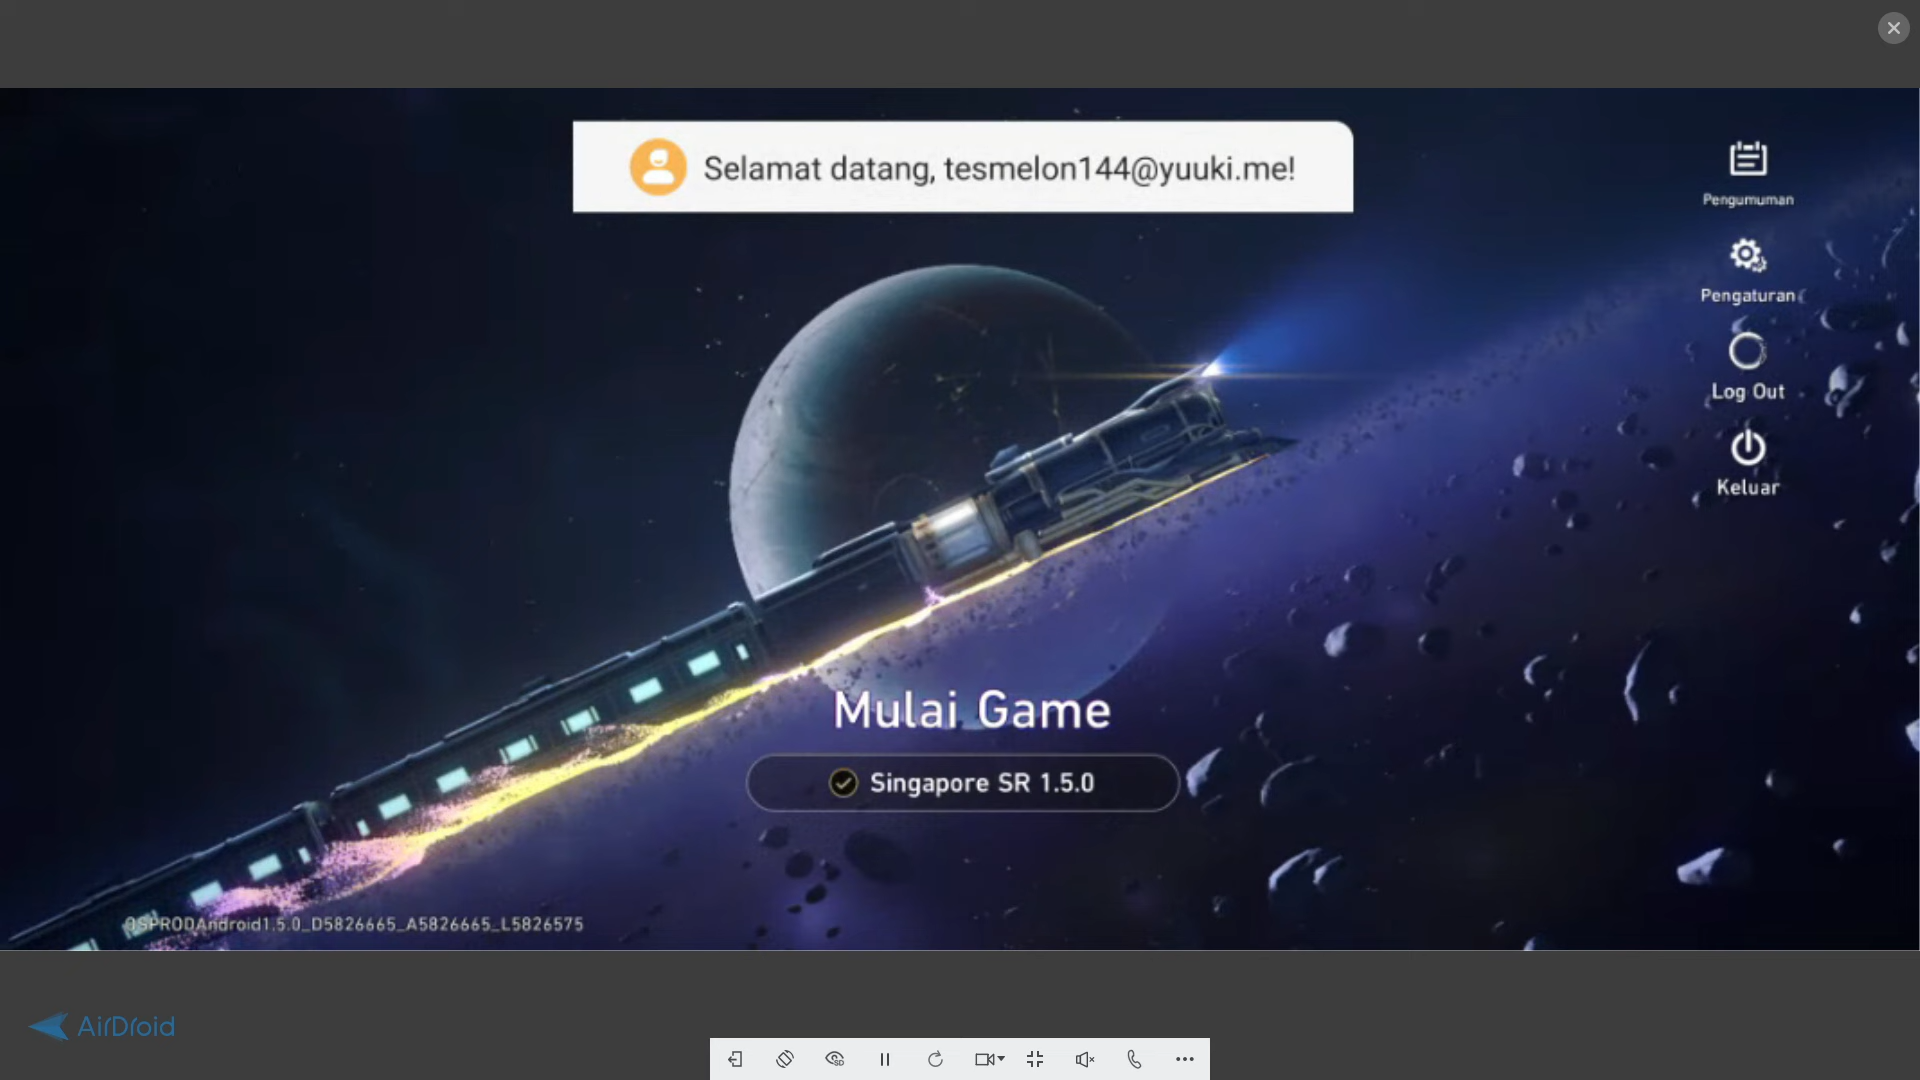 Selamat datang, tesmelon144@yuuki.me!
Pengumuman
Pengaturan
Log Out
Keluar
Mulai Game
Singapore SR 1.5.0
OSPRODAndroid1.5.0_D5826665_A5826665_L5826575
AirDroid
SD